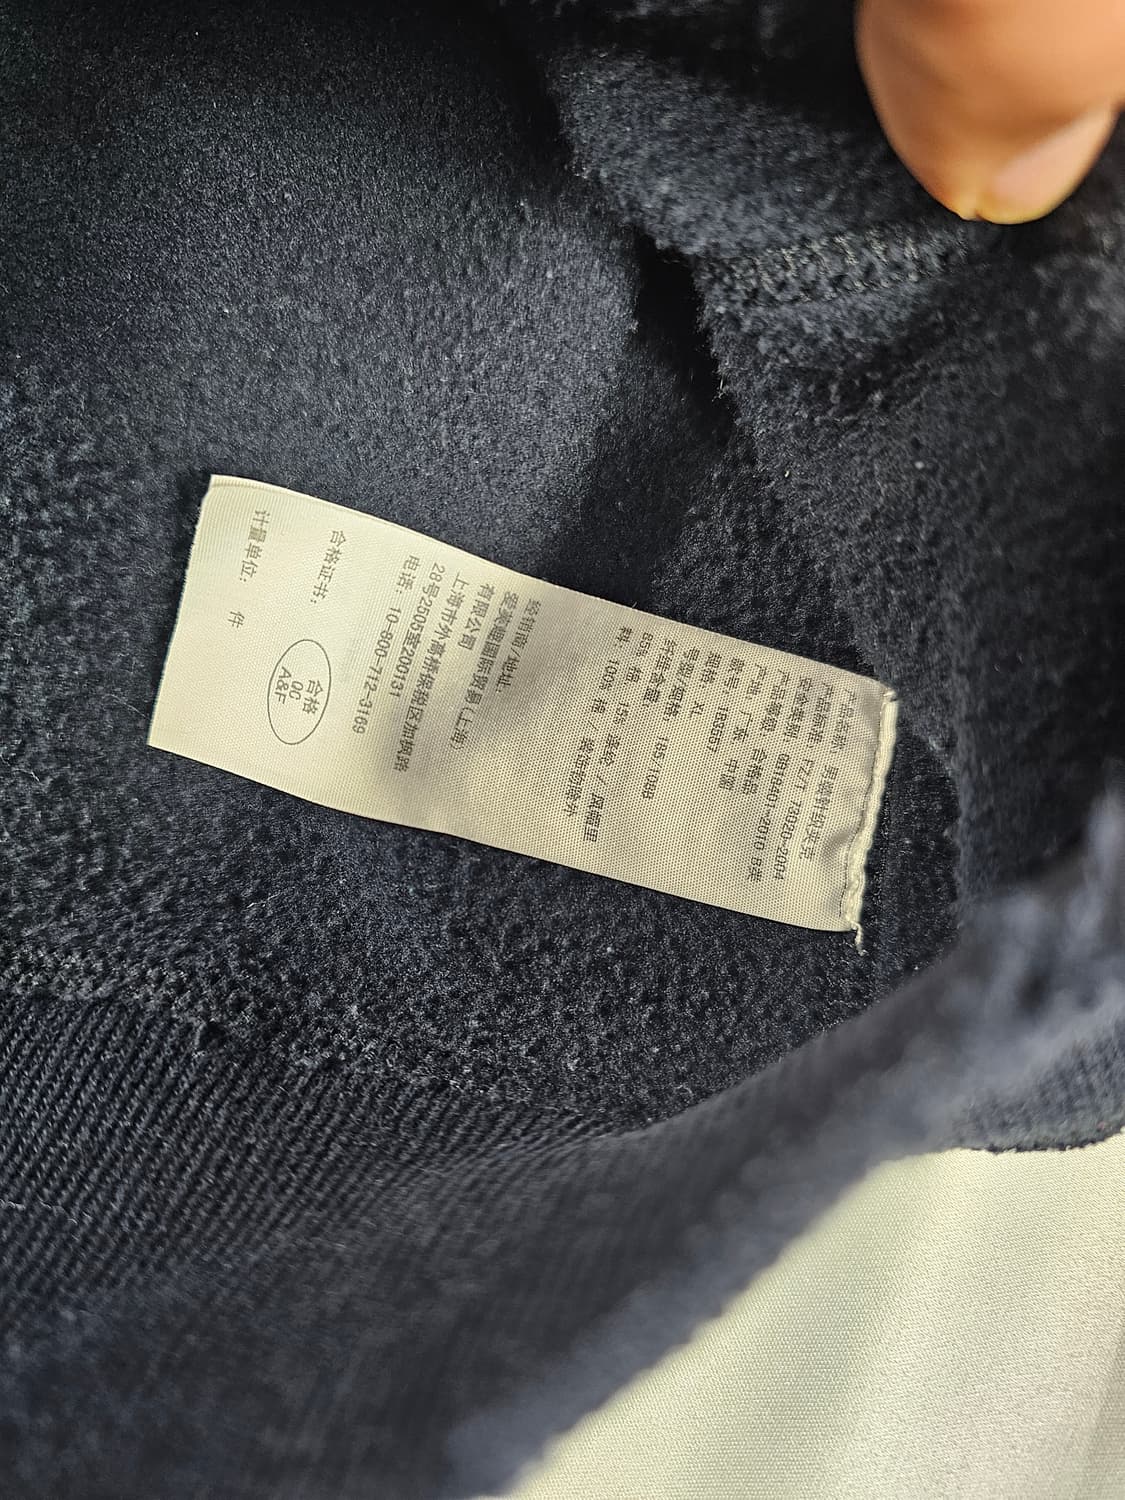 产品名称: 男装针织夹克
产品标准: FZ/T 73020-2004
安全类别: GB18401-2010 B类
产品等级: 合格品
产地: 广东, 中国
款号: 185G67
规格: XL
号型/规格: 185/108B
纤维含量:
85% 棉, 15% 涤纶 / 风帽里
料: 100% 棉 / 装饰物除外
经销商/地址:
爱芙趣国际贸易 (上海)
有限公司
上海市外高桥保税区加枫路
28号2505室200131
电话: 10-800-712-3169
合格证书:
合格
QC
A&F
计量单位: 件